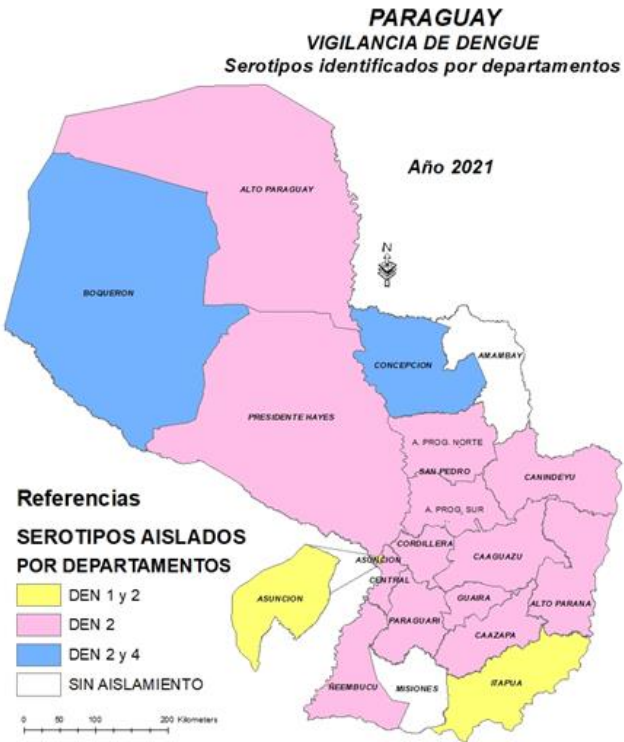 PARAGUAY
VIGILANCIA DE DENGUE
Serotipos identificados por departamentos
Año 2021
N
ALTO PARAGUAY
BOQUERON
CONCEPCION
AMAMBAY
PRESIDENTE HAYES
A. PROG. NORTE
SAN PEDRO
CANINDEYU
A. PROG. SUR
CORDILLERA
ASUNCION
CAAGUAZU
CENTRAL
GUAIRA
ALTO PARANA
PARAGUARI
CAAZAPA
ÑEEMBUCU
MISIONES
ITAPUA
ASUNCION
Referencias
SEROTIPOS AISLADOS
POR DEPARTAMENTOS
DEN 1 y 2
DEN 2
DEN 2 y 4
SIN AISLAMIENTO
0 50 100 200 Kilometers